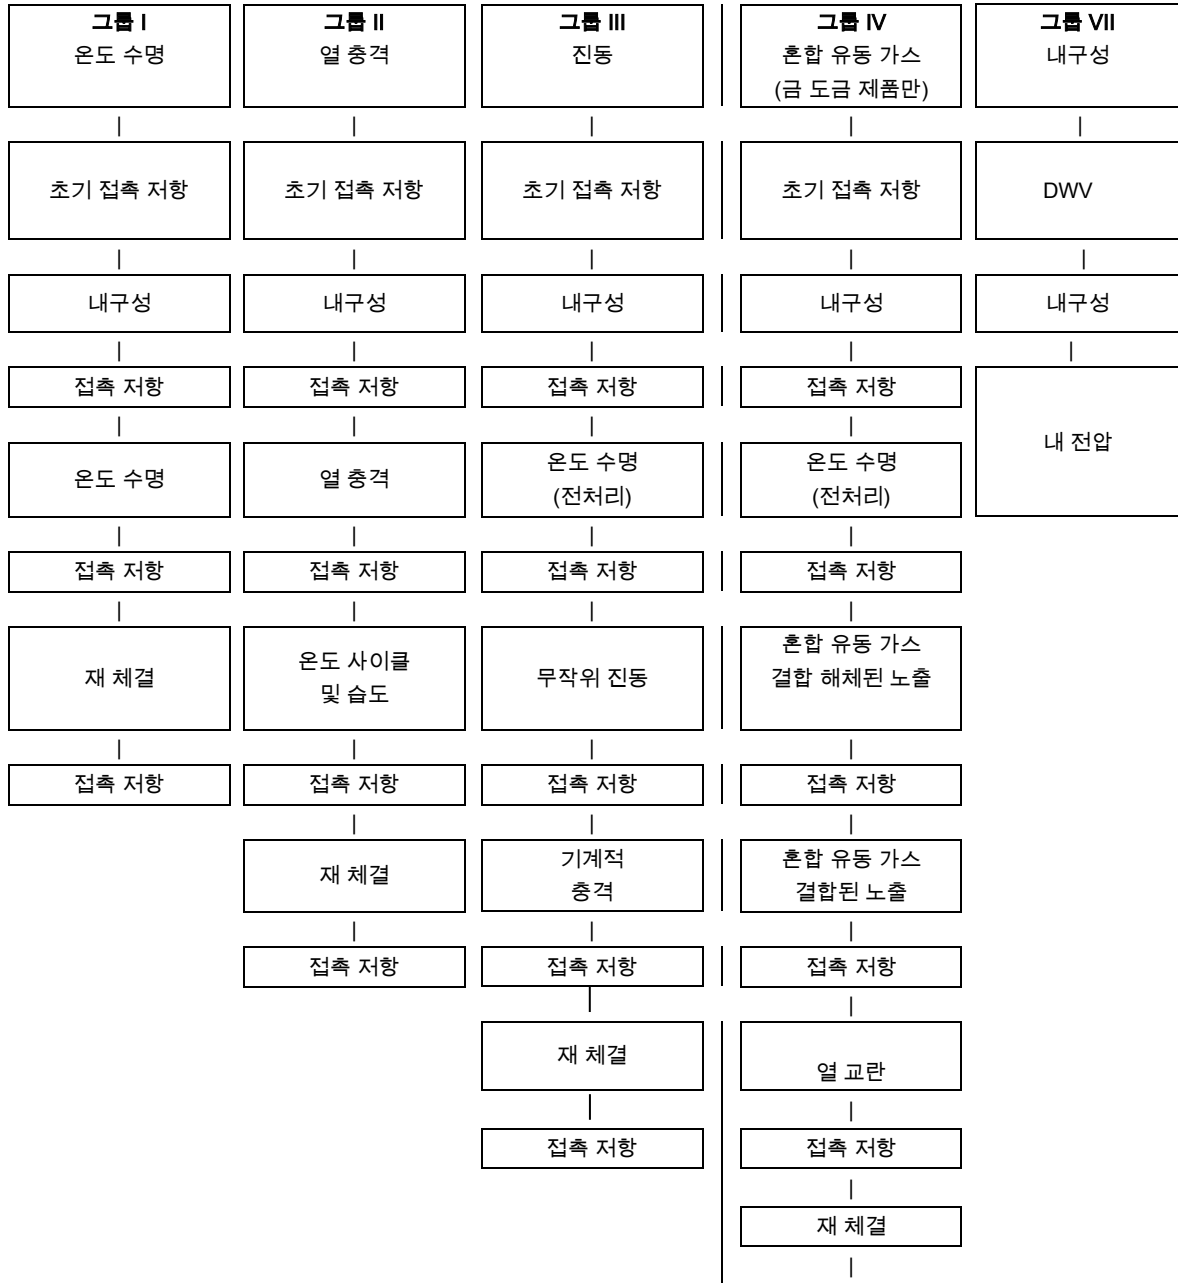 그룹 I
온도 수명
초기 접촉 저항
내구성
접촉 저항
온도 수명
접촉 저항
재 체결
접촉 저항
그룹 II
열 충격
초기 접촉 저항
내구성
접촉 저항
열 충격
접촉 저항
온도 사이클
및 습도
접촉 저항
재 체결
접촉 저항
그룹 III
진동
초기 접촉 저항
내구성
접촉 저항
온도 수명
(전처리)
접촉 저항
무작위 진동
접촉 저항
기계적
충격
접촉 저항
재 체결
접촉 저항
그룹 IV
혼합 유동 가스
(금 도금 제품만)
초기 접촉 저항
내구성
접촉 저항
온도 수명
(전처리)
접촉 저항
혼합 유동 가스
결합 해체된 노출
접촉 저항
혼합 유동 가스
결합된 노출
접촉 저항
열 교란
접촉 저항
재 체결
그룹 VII
내구성
DWV
내구성
내 전압